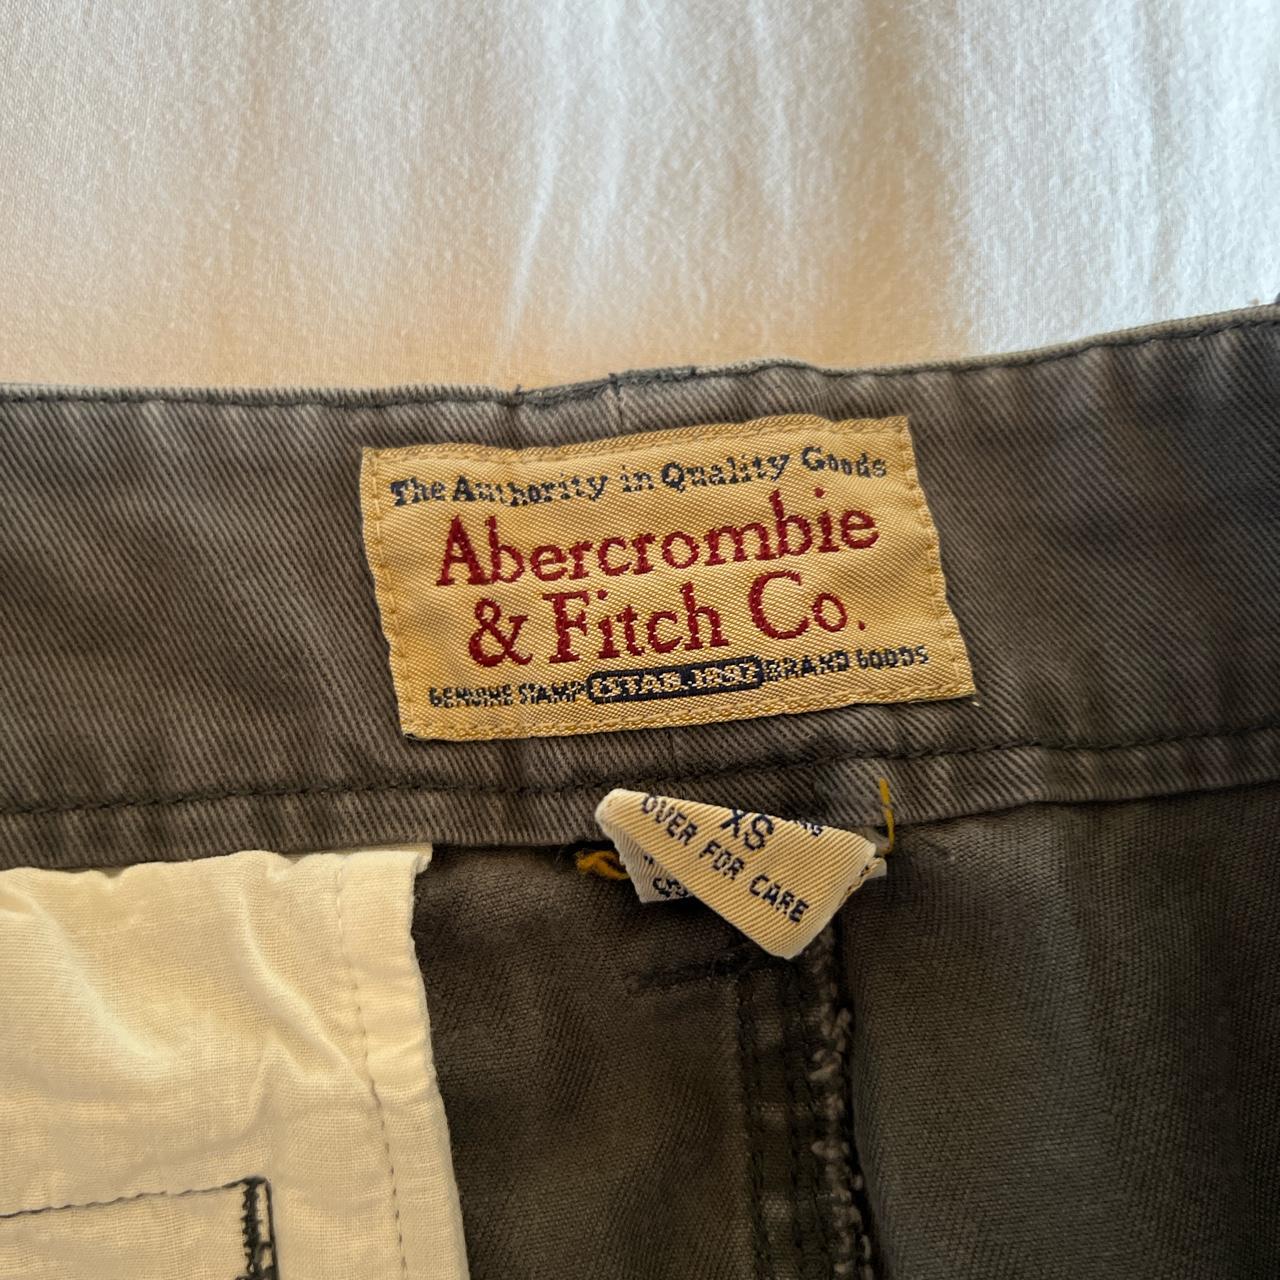 The Authority in Quality Goods
Abercrombie
& Fitch Co.
GENUINE STAMP ESTAB. 1892 BRAND GOODS
XS
OVER FOR CARE